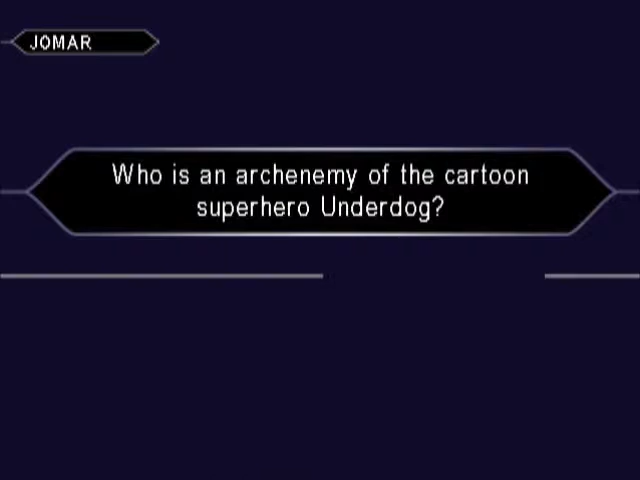 JOMAR
Who is an archenemy of the cartoon
superhero Underdog?